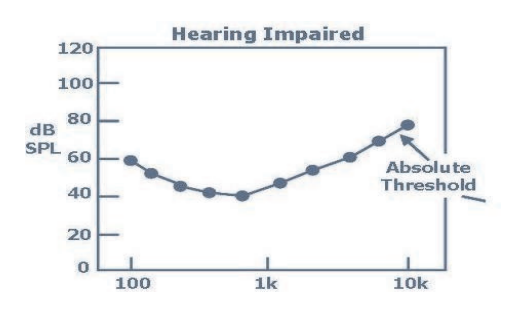 Hearing Impaired
120
100
80
dB
SPL
60
40
20
0
Absolute
Threshold
100
1k
10k